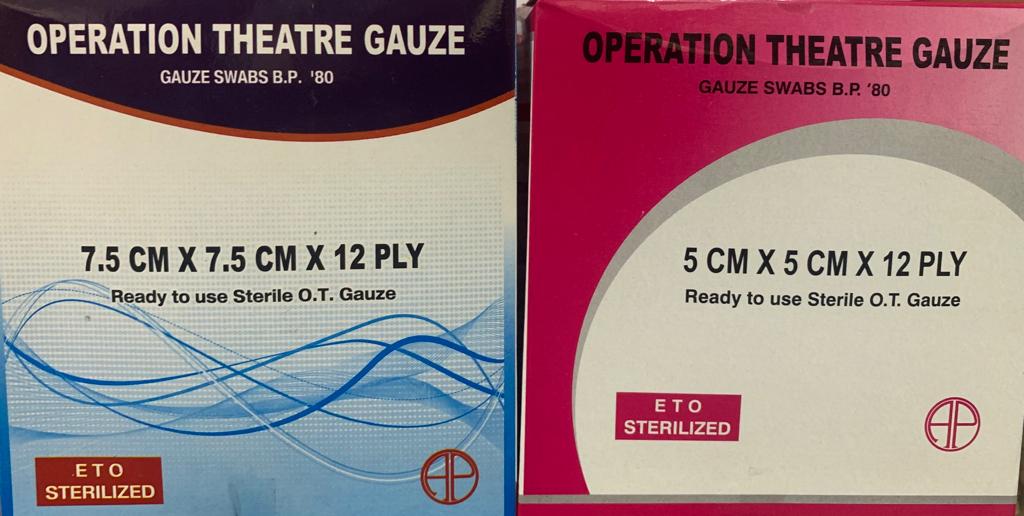 OPERATION THEATRE GAUZE
GAUZE SWABS B.P. '80
7.5 CM X 7.5 CM X 12 PLY
Ready to use Sterile O.T. Gauze
ETO
STERILIZED
AP
OPERATION THEATRE GAUZE
GAUZE SWABS B.P. '80
5 CM X 5 CM X 12 PLY
Ready to use Sterile O.T. Gauze
ETO
STERILIZED
AP